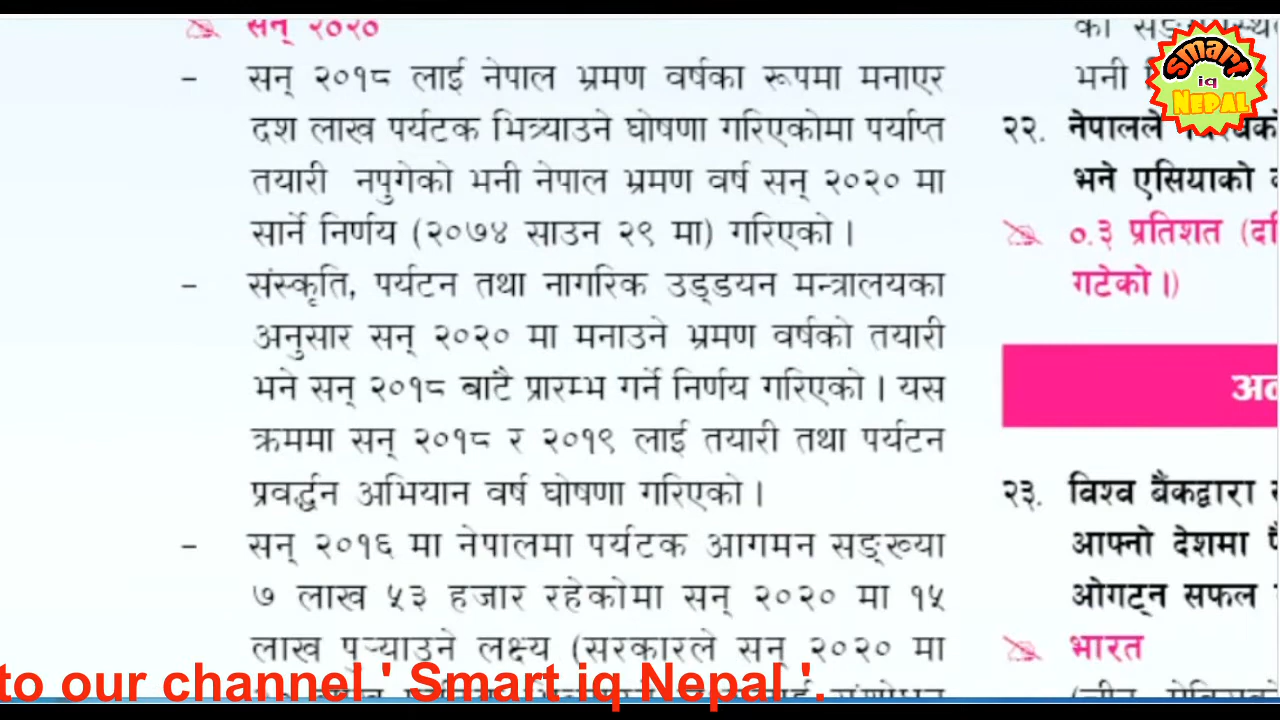 सन् २०२०
- सन् २०१८ लाई नेपाल भ्रमण वर्षका रूपमा मनाएर
दश लाख पर्यटक भित्र्याउने घोषणा गरिएकोमा पर्याप्त
तयारी नपुगेको भनी नेपाल भ्रमण वर्ष सन् २०२० मा
सार्ने निर्णय (२०७४ साउन २९ मा) गरिएको ।
- संस्कृति, पर्यटन तथा नागरिक उड्डयन मन्त्रालयका
अनुसार सन् २०२० मा मनाउने भ्रमण वर्षको तयारी
भने सन् २०१८ बाटै प्रारम्भ गर्ने निर्णय गरिएको । यस
क्रममा सन् २०१८ र २०१९ लाई तयारी तथा पर्यटन
प्रवर्द्धन अभियान वर्ष घोषणा गरिएको ।
- सन् २०१६ मा नेपालमा पर्यटक आगमन सङ्ख्या
७ लाख ५३ हजार रहेकोमा सन् २०२० मा १५
लाख पुऱ्याउने लक्ष्य (सरकारले सन् २०२० मा
भनी
२२. नेपालले
भने एसियाको
०.३ प्रतिशत
गटेको ।)
२३. विश्व बैंकद्वारा
आफ्नो देशमा
ओगट्न सफल
भारत
Smart
iq
NEPAL
to our channel ' Smart iq Nepal '.